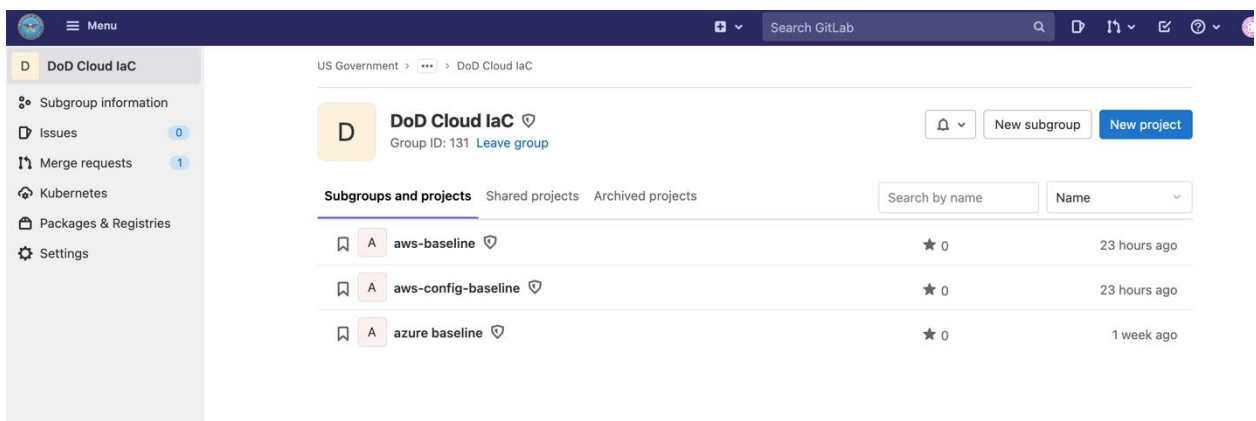 Menu
Search GitLab
D DoD Cloud IaC
Subgroup information
Issues 0
Merge requests 1
Kubernetes
Packages & Registries
Settings
US Government > ••• > DoD Cloud IaC
D
DoD Cloud IaC
Group ID: 131 Leave group
New subgroup
New project
Subgroups and projects Shared projects Archived projects
Search by name
Name
A aws-baseline 0 23 hours ago
A aws-config-baseline 0 23 hours ago
A azure baseline 0 1 week ago